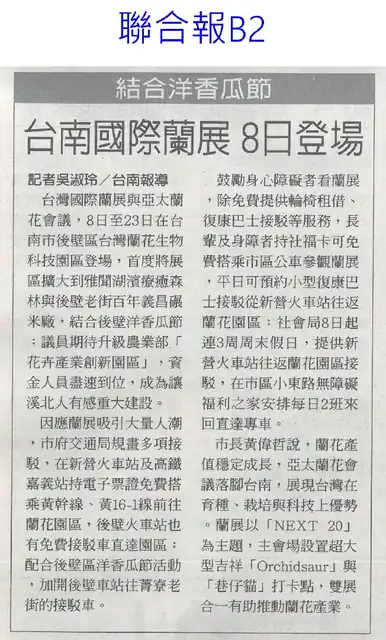 聯合報B2
結合洋香瓜節
台南國際蘭展 8日登場
記者吳淑玲／台南報導
台灣國際蘭展與亞太蘭
花會議，8日至23日在台
南市後壁區台灣蘭花生物
科技園區登場，首度將展
區擴大到雅聞湖濱療癒森
林與後壁老街百年義昌碾
米廠，結合後壁洋香瓜節
；議員期待升級農業部「
花卉產業創新園區」，資
金人員盡速到位，成為讓
溪北人有感重大建設。
因應蘭展吸引大量人潮
，市府交通局規畫多項接
駁，在新營火車站及高鐵
嘉義站持電子票證免費搭
乘黃幹線、黃16-1線前往
蘭花園區，後壁火車站也
有免費接駁車直達園區；
配合後壁區洋香瓜節活動
，加開後壁車站往菁寮老
街的接駁車。
鼓勵身心障礙者看蘭展
，除免費提供輪椅租借、
復康巴士接駁等服務，長
輩及身障者持社福卡可免
費搭乘市區公車參觀蘭展
，平日可預約小型復康巴
士接駁從新營火車站往返
蘭花園區；社會局8日起
連3周周末假日，提供新
營火車站往返蘭花園區接
駁，在市區小東路無障礙
福利之家安排每日2班來
回直達專車。
市長黃偉哲說，蘭花產
值穩定成長，亞太蘭花會
議落腳台南，展現台灣在
育種、栽培與科技上優勢
。蘭展以「NEXT 20」
為主題，主會場設置超大
型吉祥「Orchidsaur」與
「巷仔貓」打卡點，雙展
合一有助推動蘭花產業。